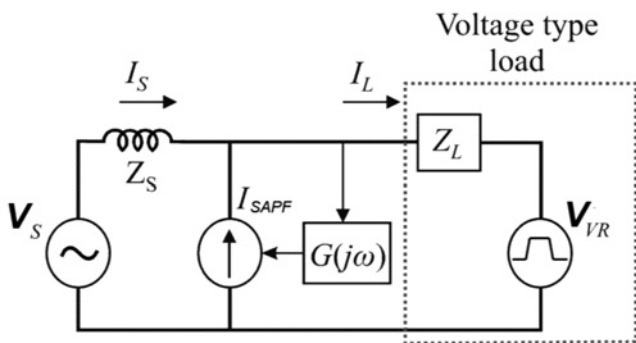 Voltage type
load
I_S
I_L
Z_L
Z_S
I_SAPF
V_S
G(jω)
V_VR